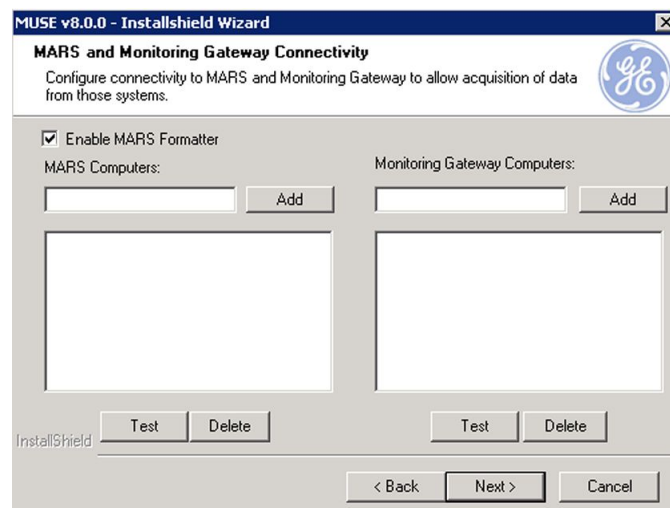 MUSE v8.0.0 - Installshield Wizard
MARS and Monitoring Gateway Connectivity
Configure connectivity to MARS and Monitoring Gateway to allow acquisition of data
from those systems.
GE
Enable MARS Formatter
MARS Computers:
Monitoring Gateway Computers:
Add
Add
Test
Delete
Test
Delete
InstallShield
< Back
Next >
Cancel